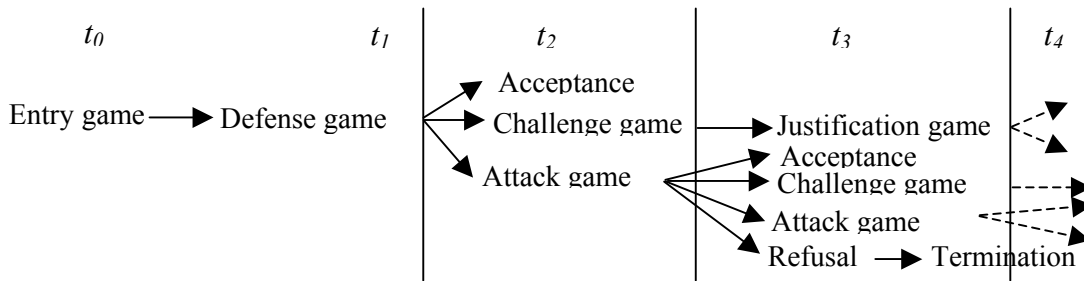 t0 t1 t2 t3 t4
Acceptance
Entry game Defense game Challenge game Justification game
Acceptance
Attack game Challenge game
Attack game
Refusal Termination